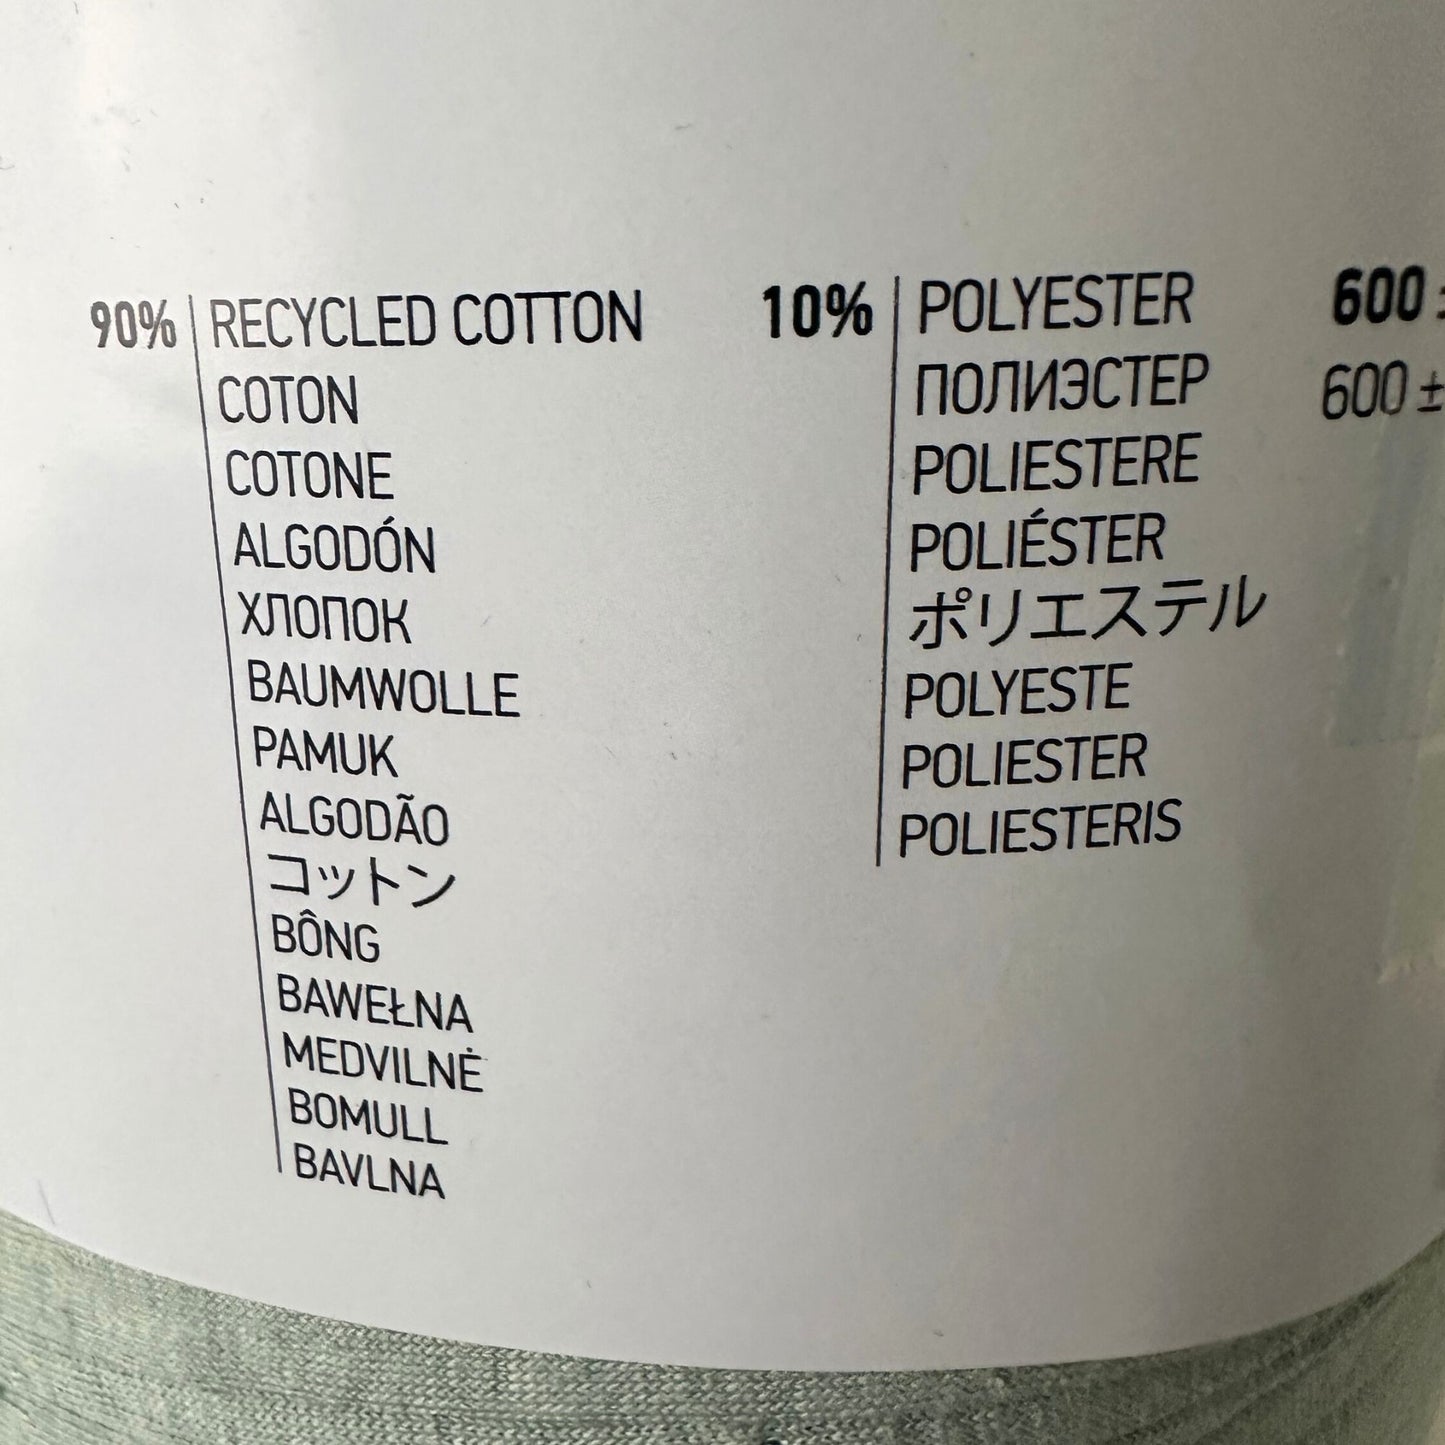 90% RECYCLED COTTON
COTON
COTONE
ALGODÓN
ХЛОПОК
BAUMWOLLE
PAMUK
ALGODÃO
コットン
BÔNG
BAWEŁNA
MEDVILNĖ
BOMULL
BAVLNA
10% POLYESTER
ПОЛИЭСТЕР
POLIESTERE
POLIÉSTER
ポリエステル
POLYESTE
POLIESTER
POLIESTERIS
600 ±
600 ±